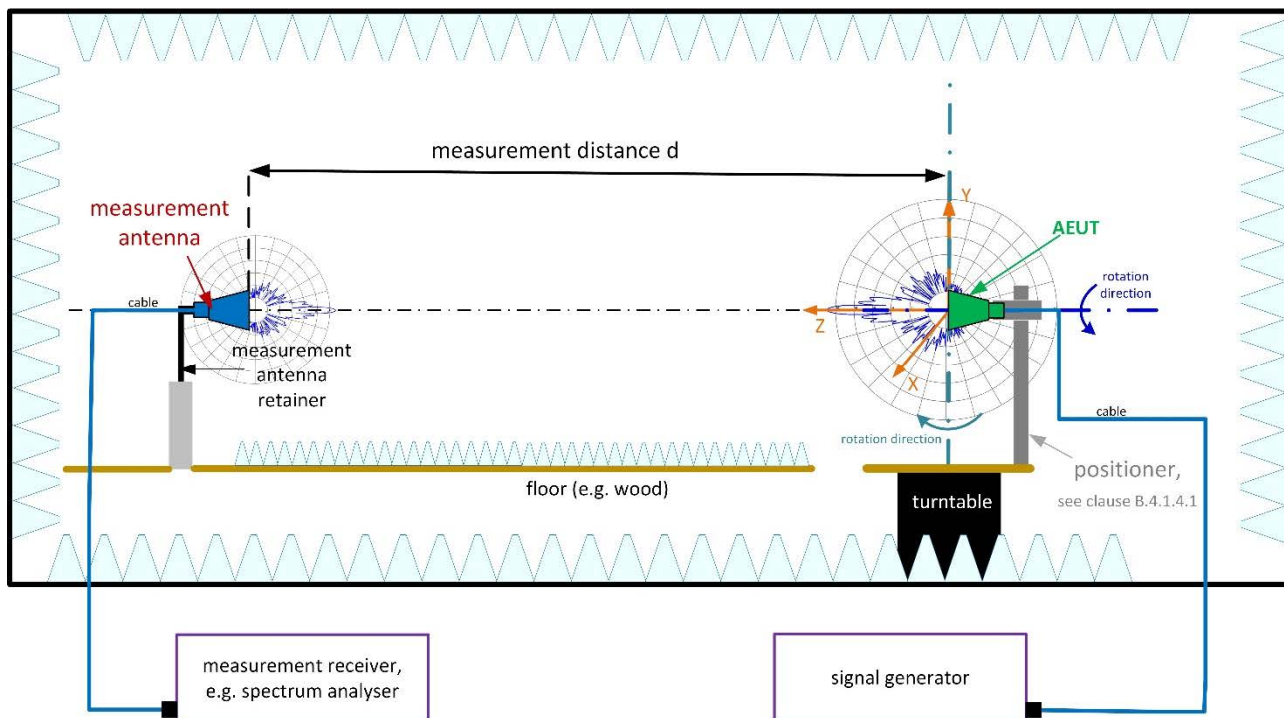 measurement distance d
measurement
antenna
Y
AEUT
rotation
direction
cable
Z
measurement
antenna
retainer
X
cable
rotation direction
positioner,
see clause B.4.1.4.1
floor (e.g. wood)
turntable
measurement receiver,
e.g. spectrum analyser
signal generator